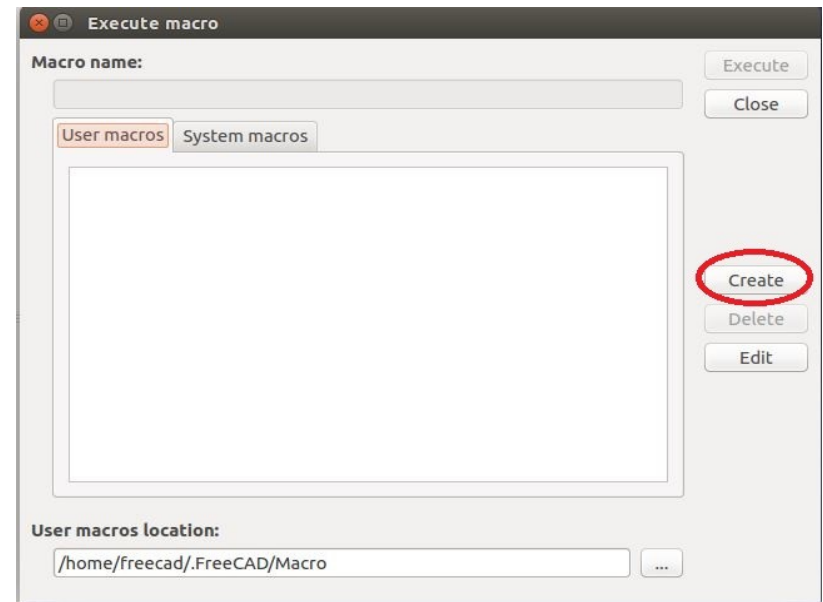 Execute macro
Macro name:
Execute
Close
User macros
System macros
Create
Delete
Edit
User macros location:
/home/freecad/.FreeCAD/Macro
...